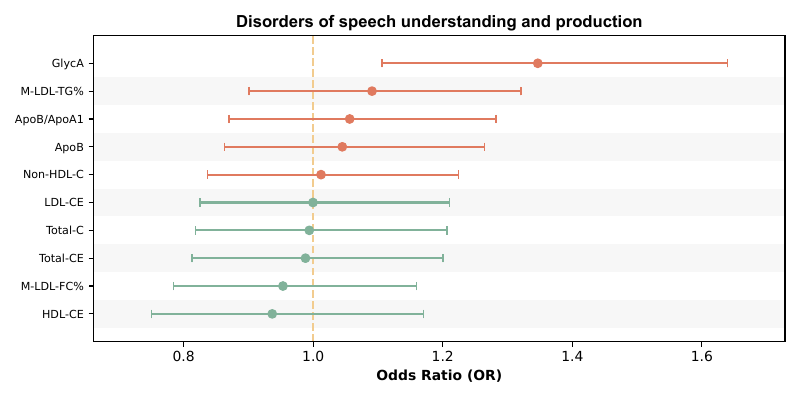 Disorders of speech understanding and production
GlycA
M-LDL-TG%
ApoB/ApoA1
ApoB
Non-HDL-C
LDL-CE
Total-C
Total-CE
M-LDL-FC%
HDL-CE
0.8 1.0 1.2 1.4 1.6
Odds Ratio (OR)